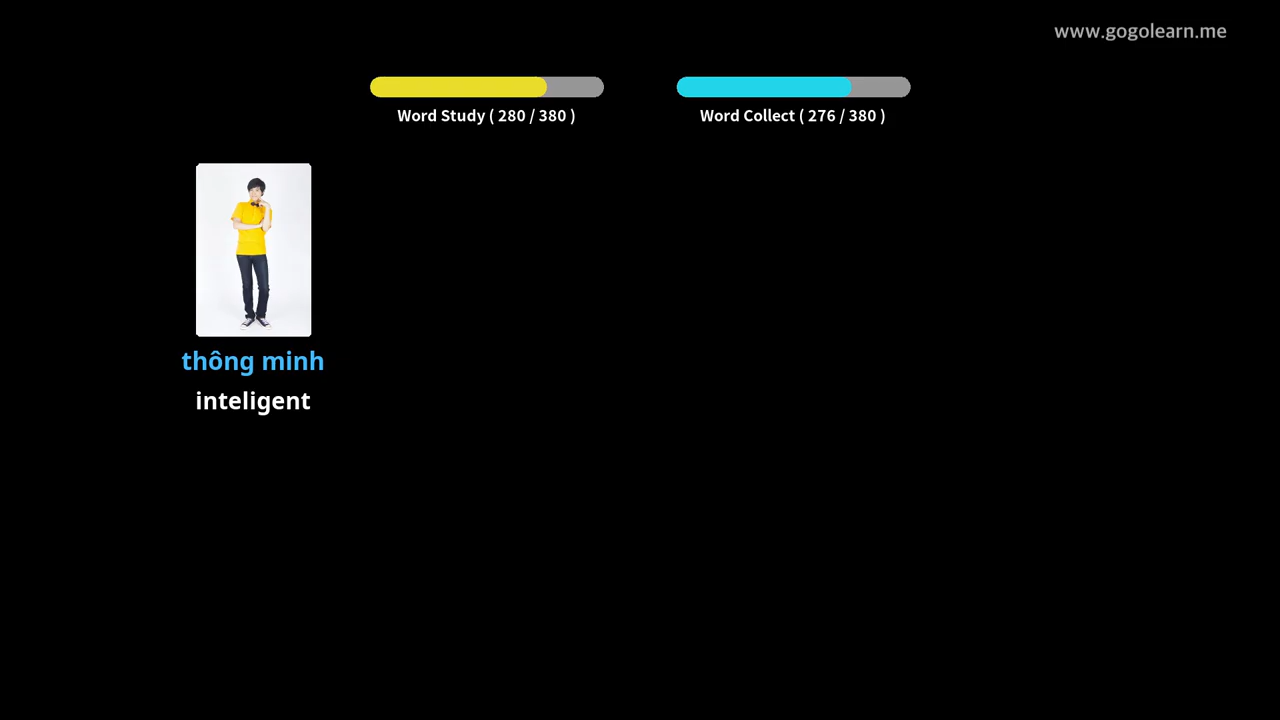 www.gogolearn.me
Word Study ( 280 / 380 )
Word Collect ( 276 / 380 )
thông minh
inteligent